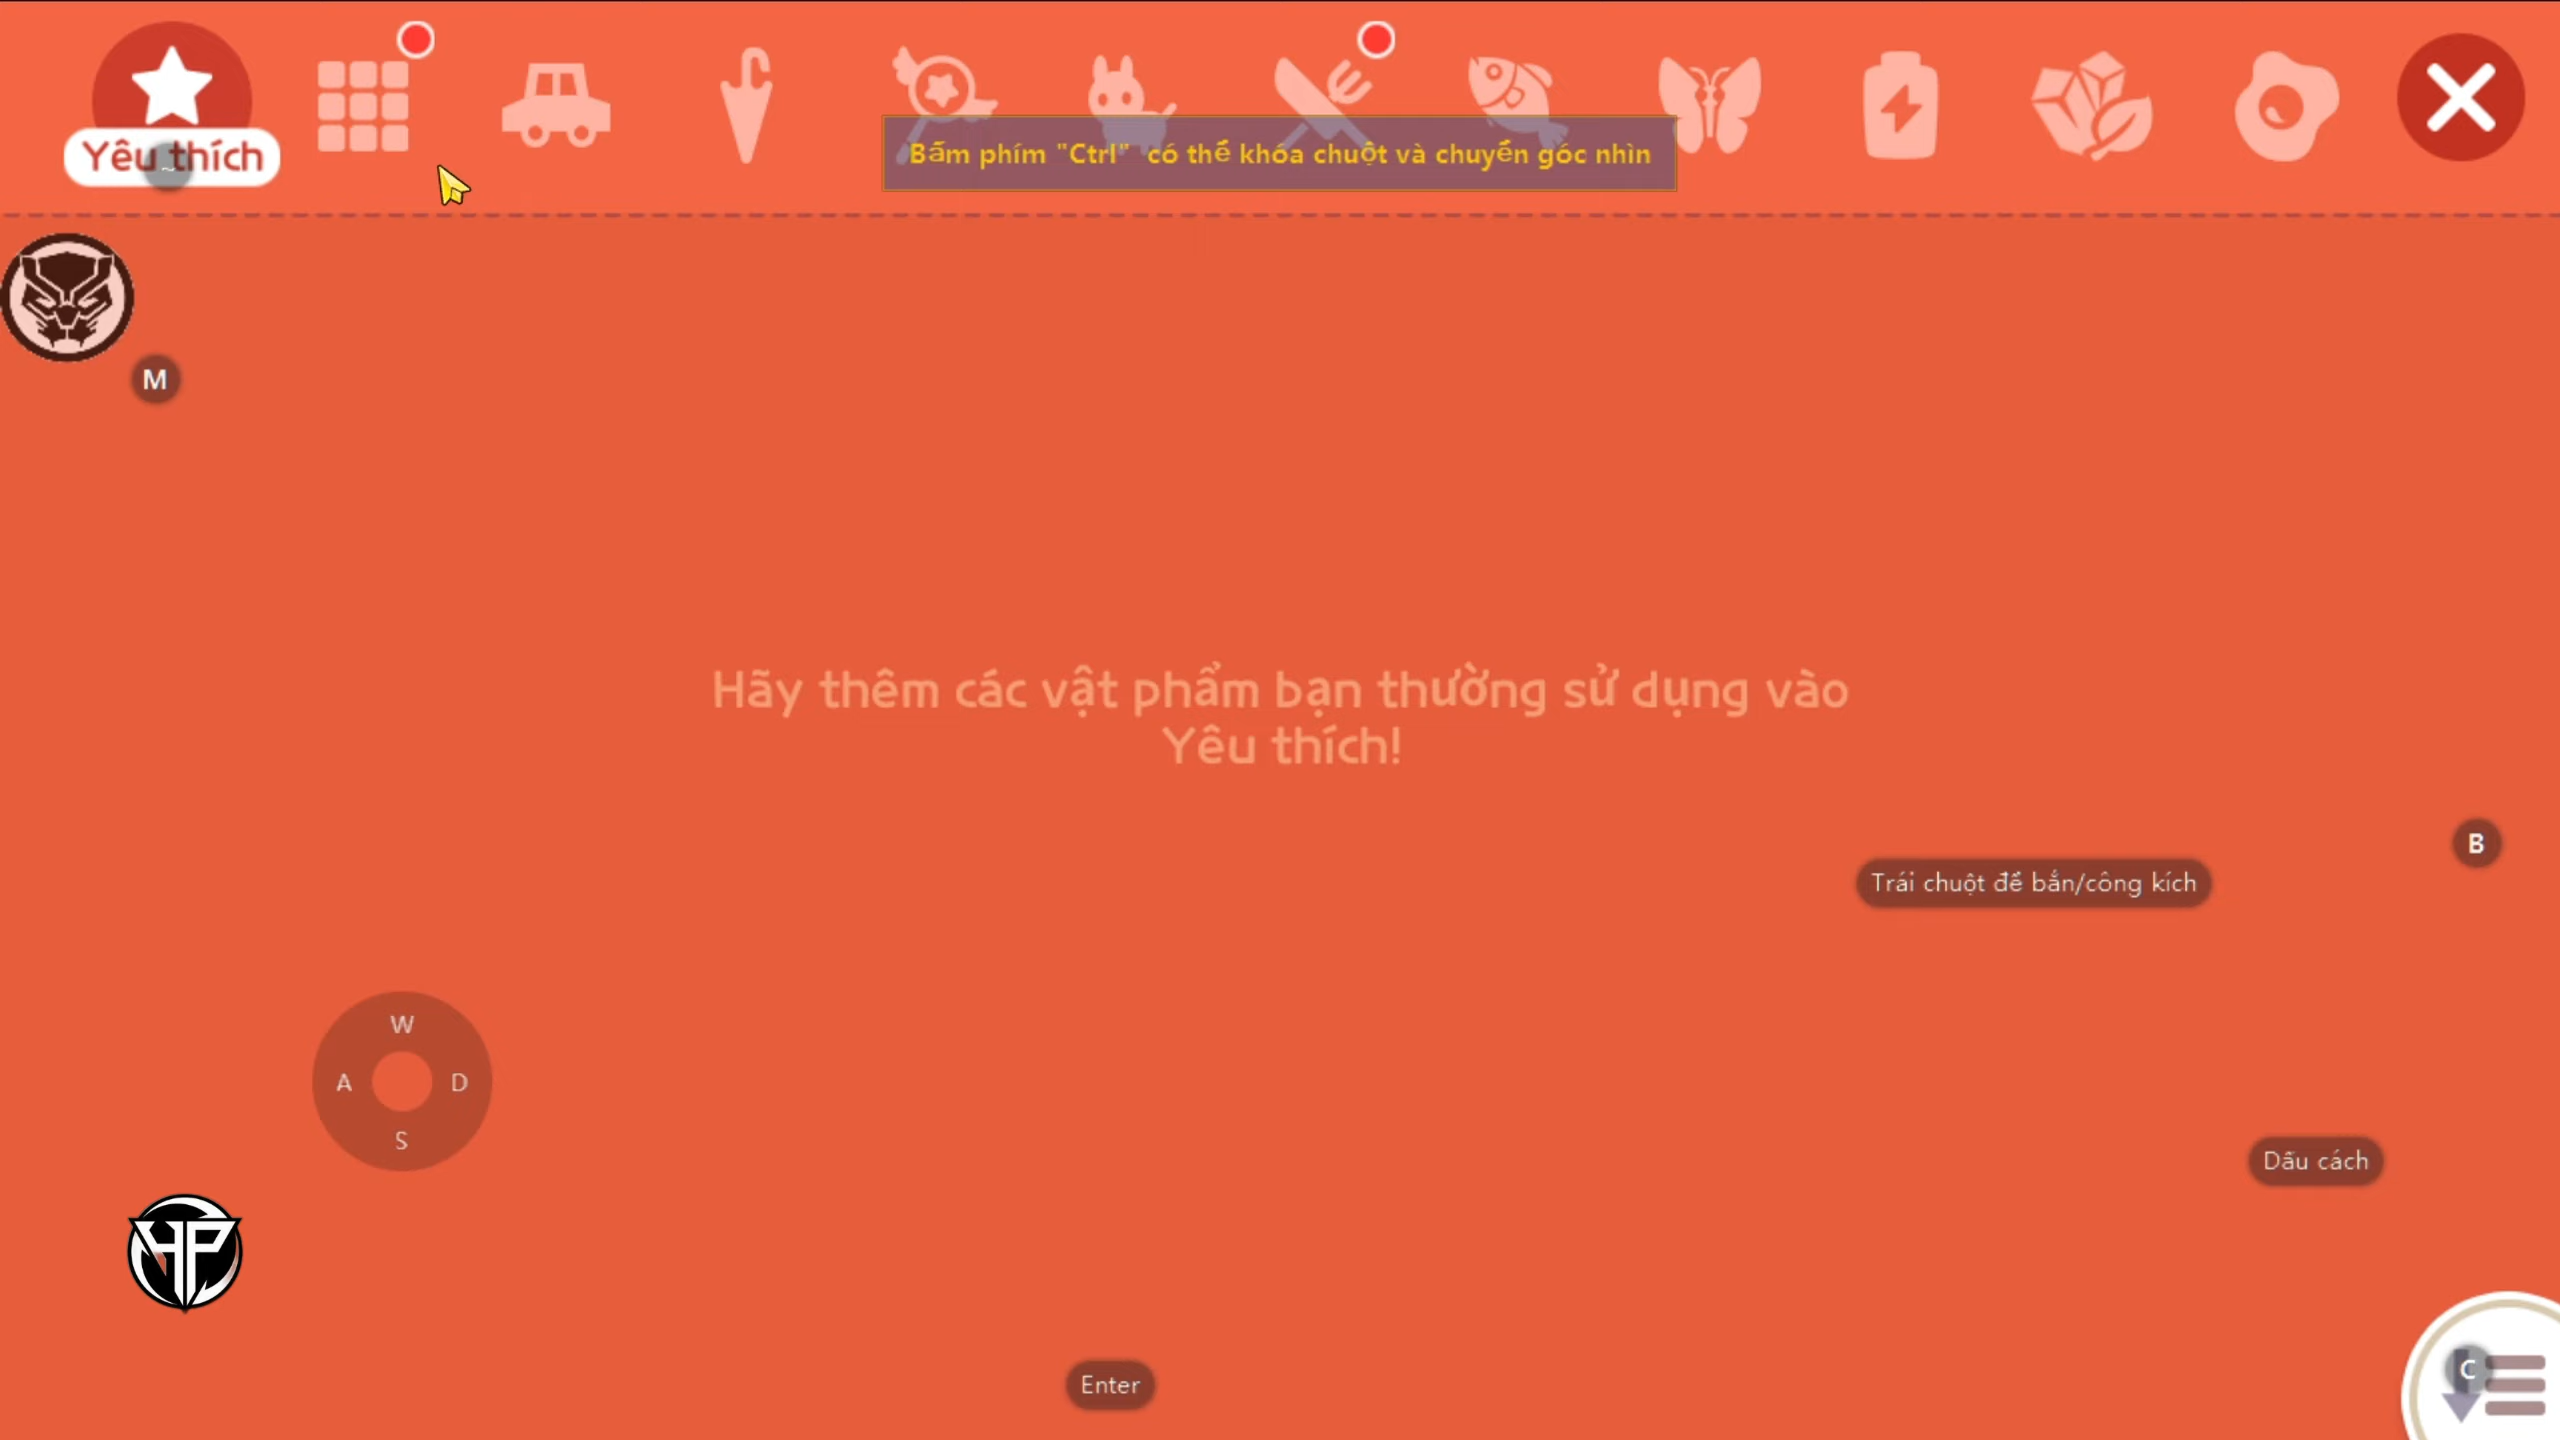 Yêu thích
~
Bấm phím "Ctrl" có thể khóa chuột và chuyển góc nhìn
M
Hãy thêm các vật phẩm bạn thường sử dụng vào
Yêu thích!
B
Trái chuột để bắn/công kích
W
A D
S
Dấu cách
HP
Enter
C